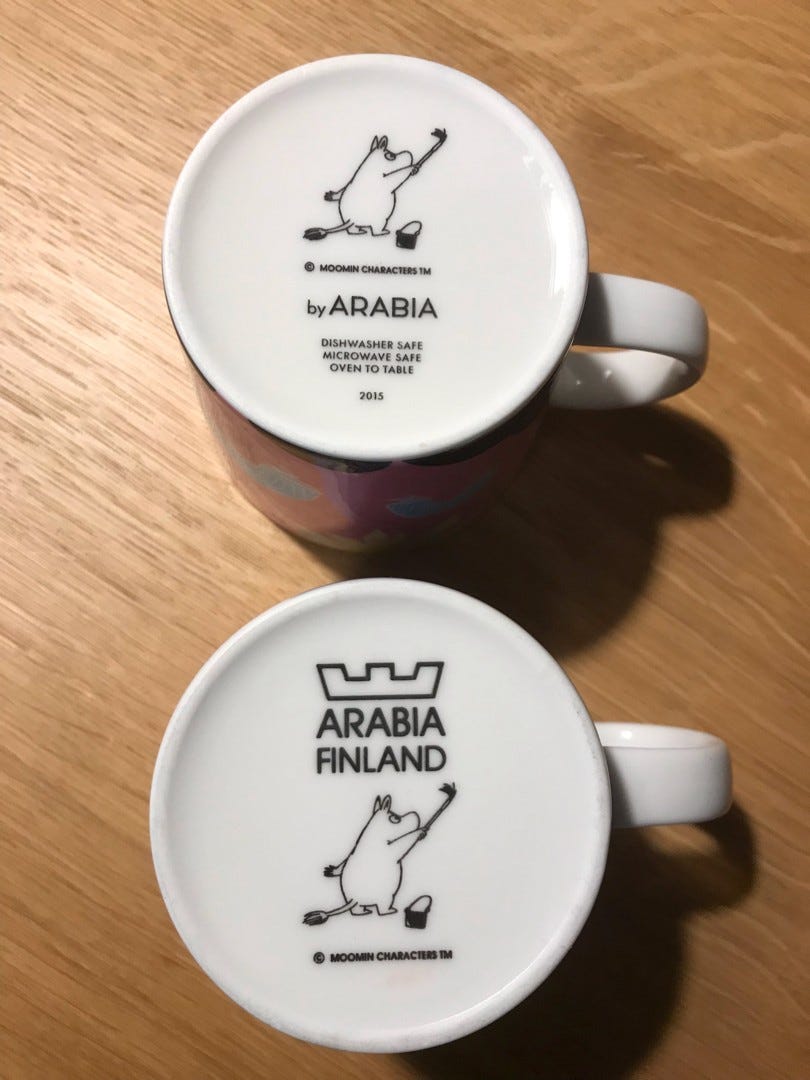 © MOOMIN CHARACTERS TM
by ARABIA
DISHWASHER SAFE
MICROWAVE SAFE
OVEN TO TABLE
2015
ARABIA
FINLAND
© MOOMIN CHARACTERS TM